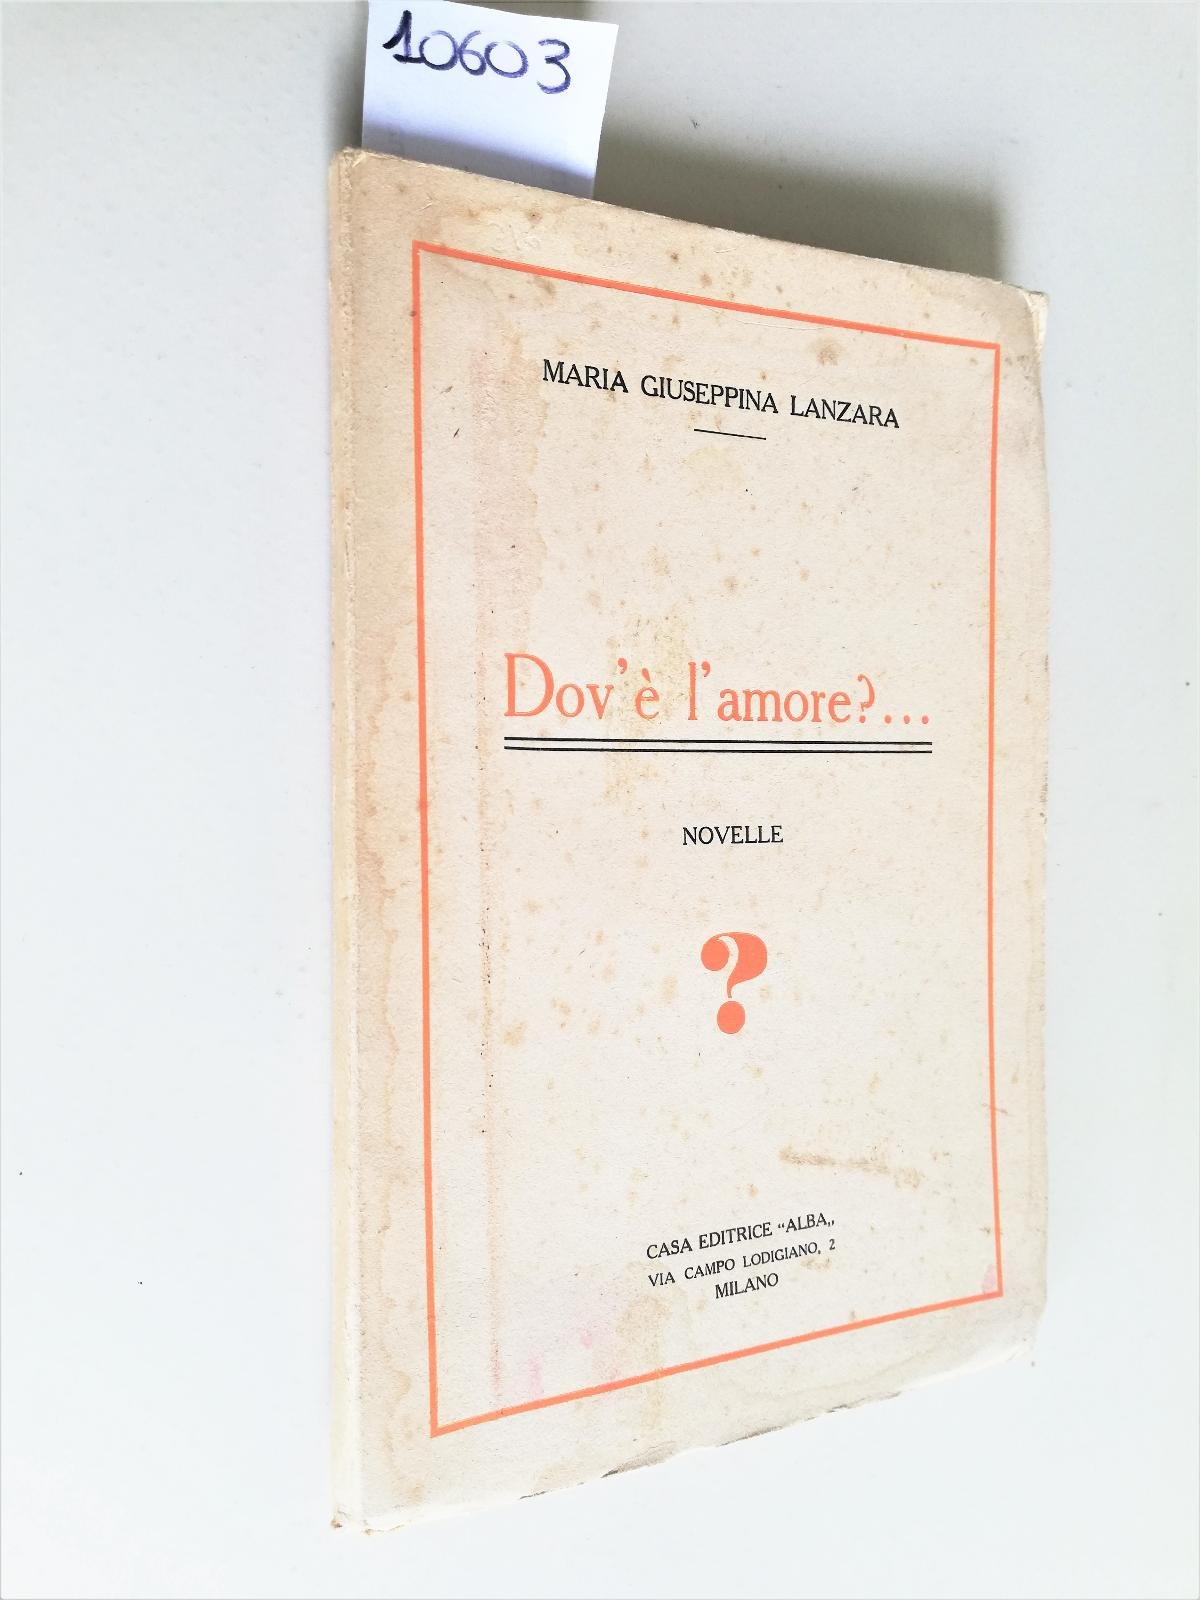 10603
MARIA GIUSEPPINA LANZARA
Dov'è l'amore?...
NOVELLE
?
CASA EDITRICE "ALBA„
VIA CAMPO LODIGIANO, 2
MILANO